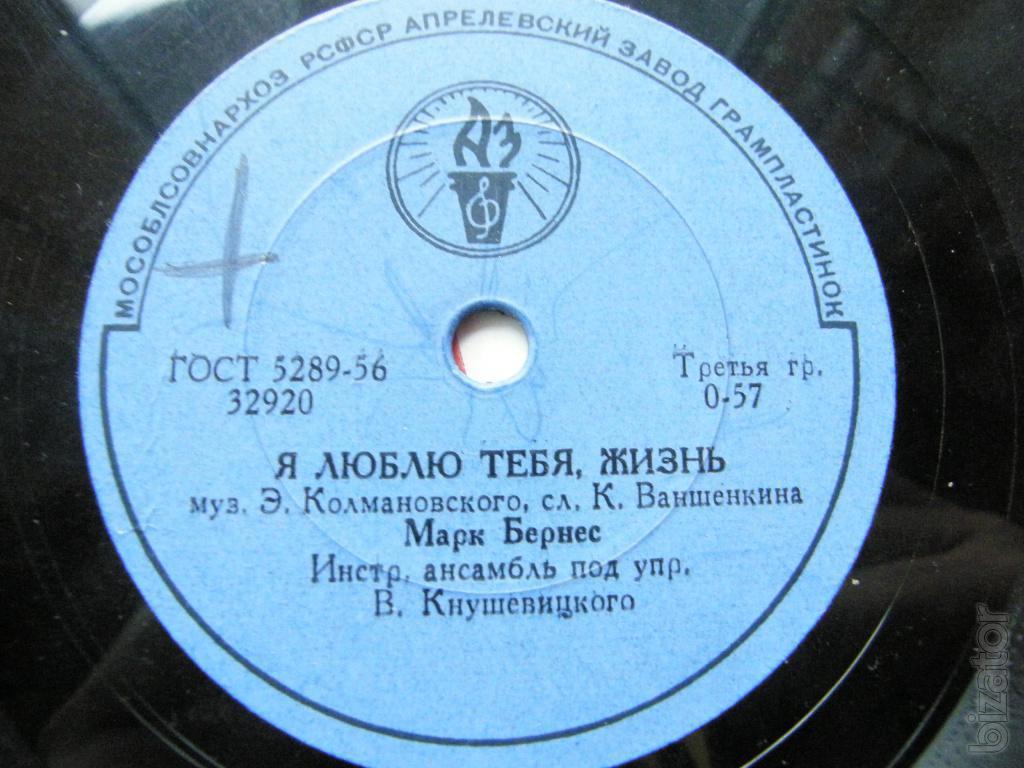 МОСОБЛСОВНАРХОЗ РСФСР АПРЕЛЕВСКИЙ ЗАВОД ГРАМПЛАСТИНОК
АЗ
ГОСТ 5289-56
32920
Третья гр.
0-57
Я ЛЮБЛЮ ТЕБЯ, ЖИЗНЬ
муз. Э. Колмановского, сл. К. Ваншенкина
Марк Бернес
Инстр. ансамбль под упр.
В. Кнушевицкого
bizator